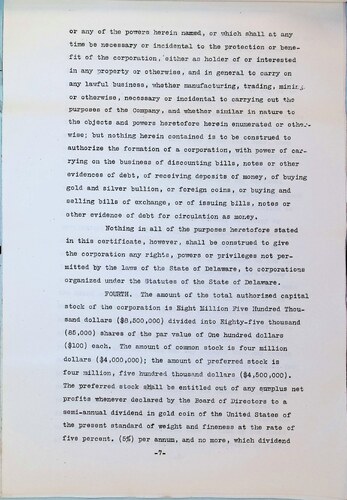 or any of the powers herein named, or which shall at any
time be necessary or incidental to the protection or bene-
fit of the corporation, either as holder of or interested
in any property or otherwise, and in general to carry on
any lawful business, whether manufacturing, trading, mining
or otherwise, necessary or incidental to carrying out the
purposes of the Company, and whether similar in nature to
the objects and powers heretofore herein enumerated or other-
wise; but nothing herein contained is to be construed to
authorize the formation of a corporation, with power of car-
rying on the business of discounting bills, notes or other
evidences of debt, of receiving deposits of money, of buying
gold and silver bullion, or foreign coins, or buying and
selling bills of exchange, or of issuing bills, notes or
other evidence of debt for circulation as money.
Nothing in all of the purposes heretofore stated
in this certificate, however, shall be construed to give
the corporation any rights, powers or privileges not per-
mitted by the laws of the State of Delaware, to corporations
organized under the Statutes of the State of Delaware.
FOURTH. The amount of the total authorized capital
stock of the corporation is Eight Million Five Hundred Thou-
sand dollars ($8,500,000) divided into Eighty-five thousand
(85,000) shares of the par value of One hundred dollars
($100) each. The amount of common stock is four million
dollars ($4,000,000); the amount of preferred stock is
four million, five hundred thousand dollars ($4,500,000).
The preferred stock shall be entitled out of any surplus net
profits whenever declared by the Board of Directors to a
semi-annual dividend in gold coin of the United States of
the present standard of weight and fineness at the rate of
five percent. (5%) per annum, and no more, which dividend
-7-